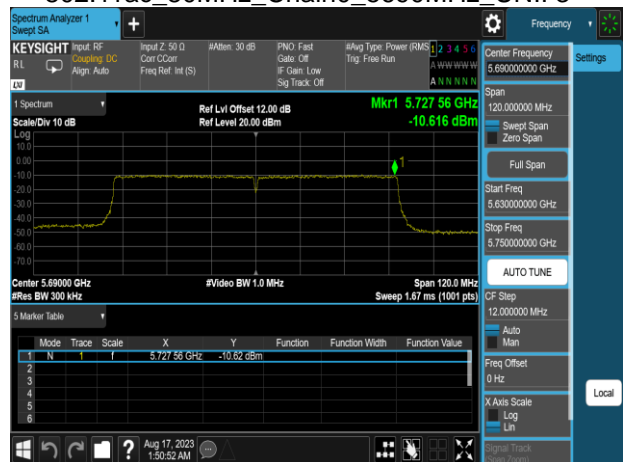 Spectrum Analyzer 1
Swept SA
Frequency
KEYSIGHT
RL
LXI
Input: RF
Coupling: DC
Align: Auto
Input Z: 50 Ω
Corr CCorr
Freq Ref: Int (S)
#Atten: 30 dB
PNO: Fast
Gate: Off
IF Gain: Low
Sig Track: Off
#Avg Type: Power (RMS
Trig: Free Run
1 2 3 4 5 6
A W W W W W
A N N N N N
1 Spectrum
Scale/Div 10 dB
Ref Lvl Offset 12.00 dB
Ref Level 20.00 dBm
Mkr1 5.727 56 GHz
-10.616 dBm
Log
10.0
0.00
-10.0
-20.0
-30.0
-40.0
-50.0
-60.0
-70.0
1
Center 5.69000 GHz
#Res BW 300 kHz
#Video BW 1.0 MHz
Span 120.0 MHz
Sweep 1.67 ms (1001 pts)
5 Marker Table
Mode Trace Scale X Y Function Function Width Function Value
1 N 1 f 5.727 56 GHz -10.62 dBm
2
3
4
5
6
Aug 17, 2023
1:50:52 AM
Center Frequency
5.690000000 GHz
Settings
Span
120.000000 MHz
Swept Span
Zero Span
Full Span
Start Freq
5.630000000 GHz
Stop Freq
5.750000000 GHz
AUTO TUNE
CF Step
12.000000 MHz
Auto
Man
Freq Offset
0 Hz
X Axis Scale
Log
Lin
Local
Signal Track
(Span Zoom)